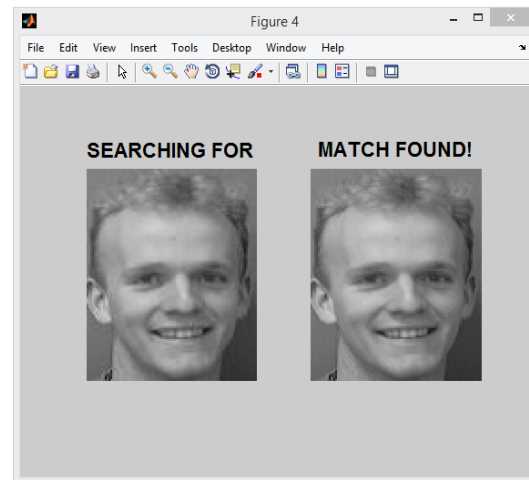 Figure 4
File Edit View Insert Tools Desktop Window Help
SEARCHING FOR MATCH FOUND!